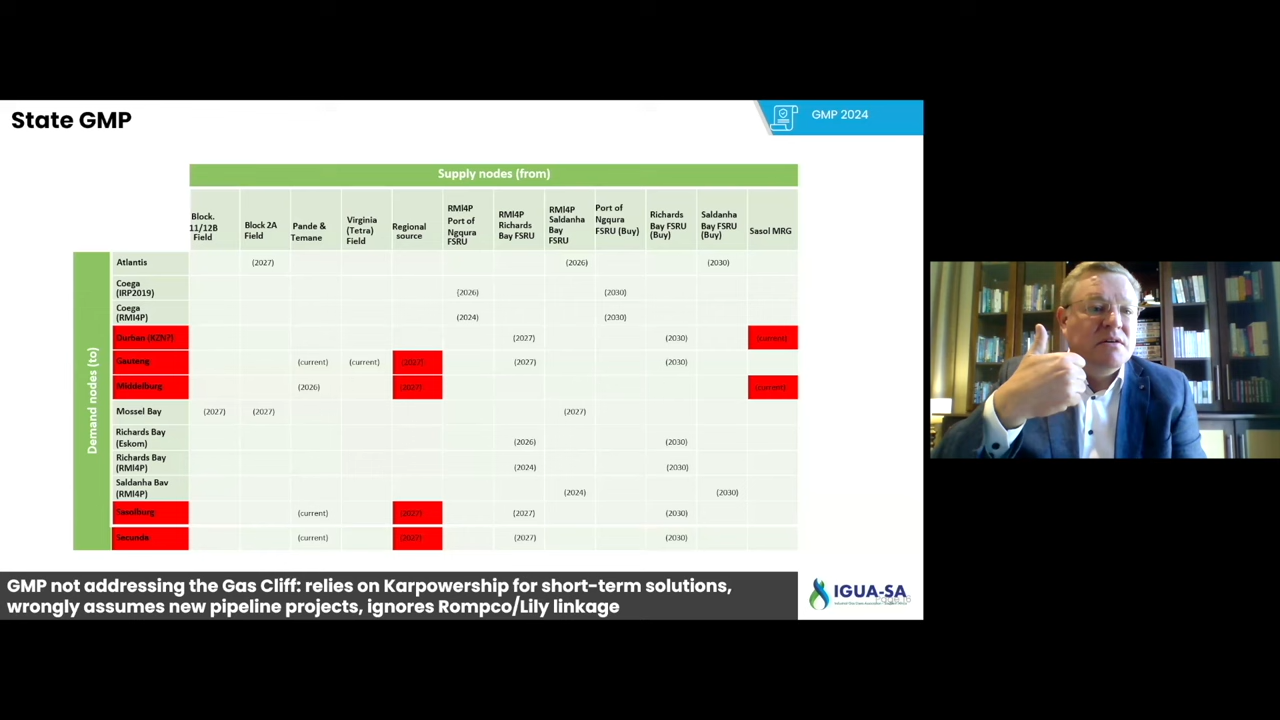 State GMP
GMP 2024
Supply nodes (from)
Block. 11/12B Field
Block 2A Field
Pande & Temane
Virginia (Tetra) Field
Regional source
RMI4P Port of Ngqura FSRU
RMI4P Richards Bay FSRU
RMI4P Saldanha Bay FSRU
Port of Ngqura FSRU (Buy)
Richards Bay FSRU (Buy)
Saldanha Bay FSRU (Buy)
Sasol MRG
Demand nodes (to)
Atlantis (2027) (2026) (2030)
Coega (IRP2019) (2026) (2030)
Coega (RMI4P) (2024) (2030)
Durban (KZN?) (2027) (2030) (current)
Gauteng (current) (current) (2027) (2027) (2030)
Middelburg (2026) (2027) (current)
Mossel Bay (2027) (2027) (2027)
Richards Bay (Eskom) (2026) (2030)
Richards Bay (RMI4P) (2024) (2030)
Saldanha Bay (RMI4P) (2024) (2030)
Sasolburg (current) (2027) (2027) (2030)
Secunda (current) (2027) (2027) (2030)
GMP not addressing the Gas Cliff: relies on Karpowership for short-term solutions,
wrongly assumes new pipeline projects, ignores Rompco/Lily linkage
IGUA-SA